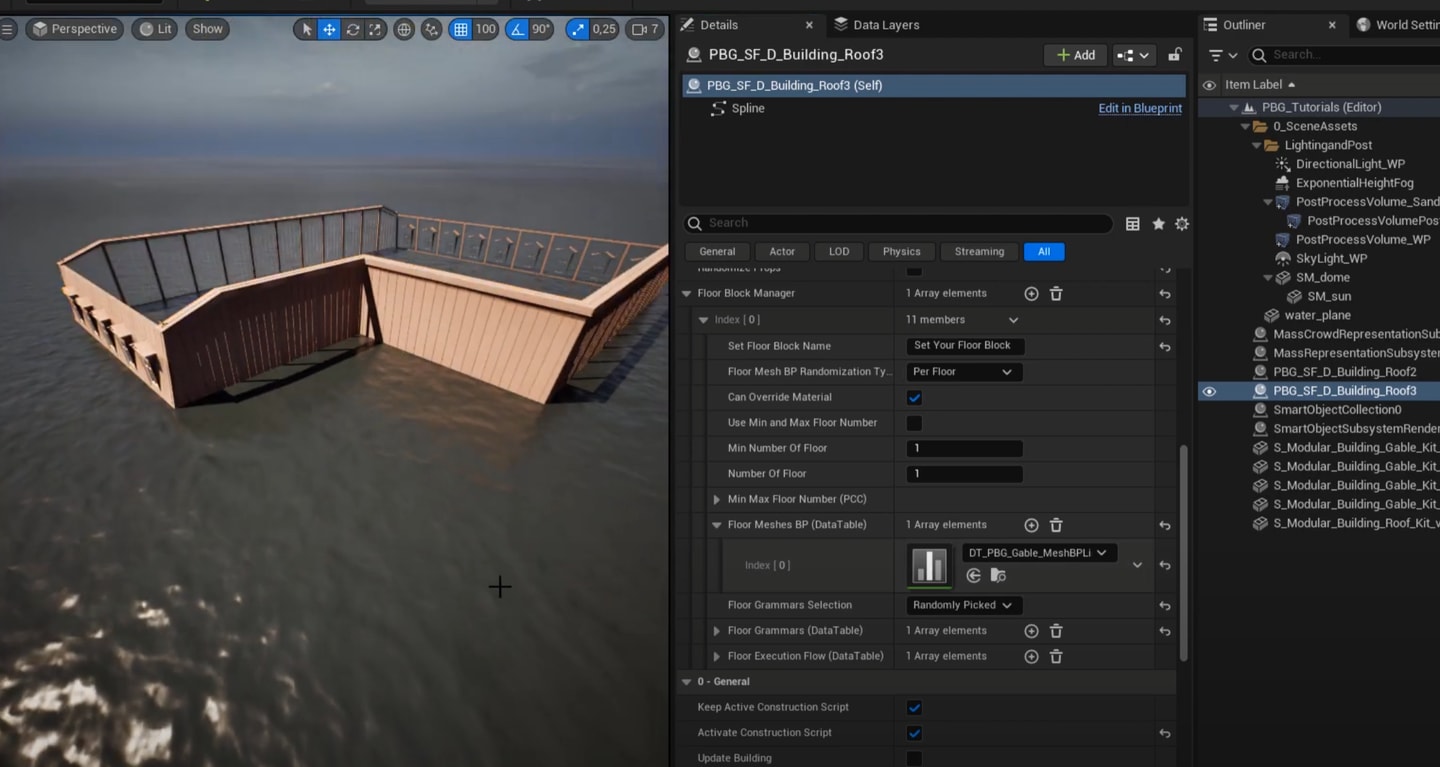 Perspective
Lit
Show
100
90°
0,25
7
Details
Data Layers
PBG_SF_D_Building_Roof3
Add
PBG_SF_D_Building_Roof3 (Self)
Spline
Edit in Blueprint
Search
General
Actor
LOD
Physics
Streaming
All
Randomize Props
Floor Block Manager
1 Array elements
Index [ 0 ]
11 members
Set Floor Block Name
Set Your Floor Block
Floor Mesh BP Randomization Ty...
Per Floor
Can Override Material
Use Min and Max Floor Number
Min Number Of Floor
1
Number Of Floor
1
Min Max Floor Number (PCC)
Floor Meshes BP (DataTable)
1 Array elements
Index [ 0 ]
DT_PBG_Gable_MeshBPLi
Floor Grammars Selection
Randomly Picked
Floor Grammars (DataTable)
1 Array elements
Floor Execution Flow (DataTable)
1 Array elements
0 - General
Keep Active Construction Script
Activate Construction Script
Update Building
Outliner
World Settin
Search...
Item Label
PBG_Tutorials (Editor)
0_SceneAssets
LightingandPost
DirectionalLight_WP
ExponentialHeightFog
PostProcessVolume_Sand
PostProcessVolumePost
PostProcessVolume_WP
SkyLight_WP
SM_dome
SM_sun
water_plane
MassCrowdRepresentationSub
MassRepresentationSubsystem
PBG_SF_D_Building_Roof2
PBG_SF_D_Building_Roof3
SmartObjectCollection0
SmartObjectSubsystemRender
S_Modular_Building_Gable_Kit_
S_Modular_Building_Gable_Kit_
S_Modular_Building_Gable_Kit_
S_Modular_Building_Gable_Kit_
S_Modular_Building_Roof_Kit_v